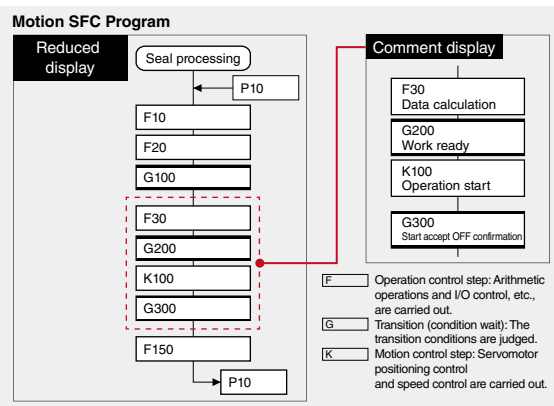 Motion SFC Program
Reduced
display
Seal processing
P10
F10
F20
G100
F30
G200
K100
G300
F150
P10
Comment display
F30
Data calculation
G200
Work ready
K100
Operation start
G300
Start accept OFF confirmation
F Operation control step: Arithmetic
operations and I/O control, etc.,
are carried out.
G Transition (condition wait): The
transition conditions are judged.
K Motion control step: Servomotor
positioning control
and speed control are carried out.